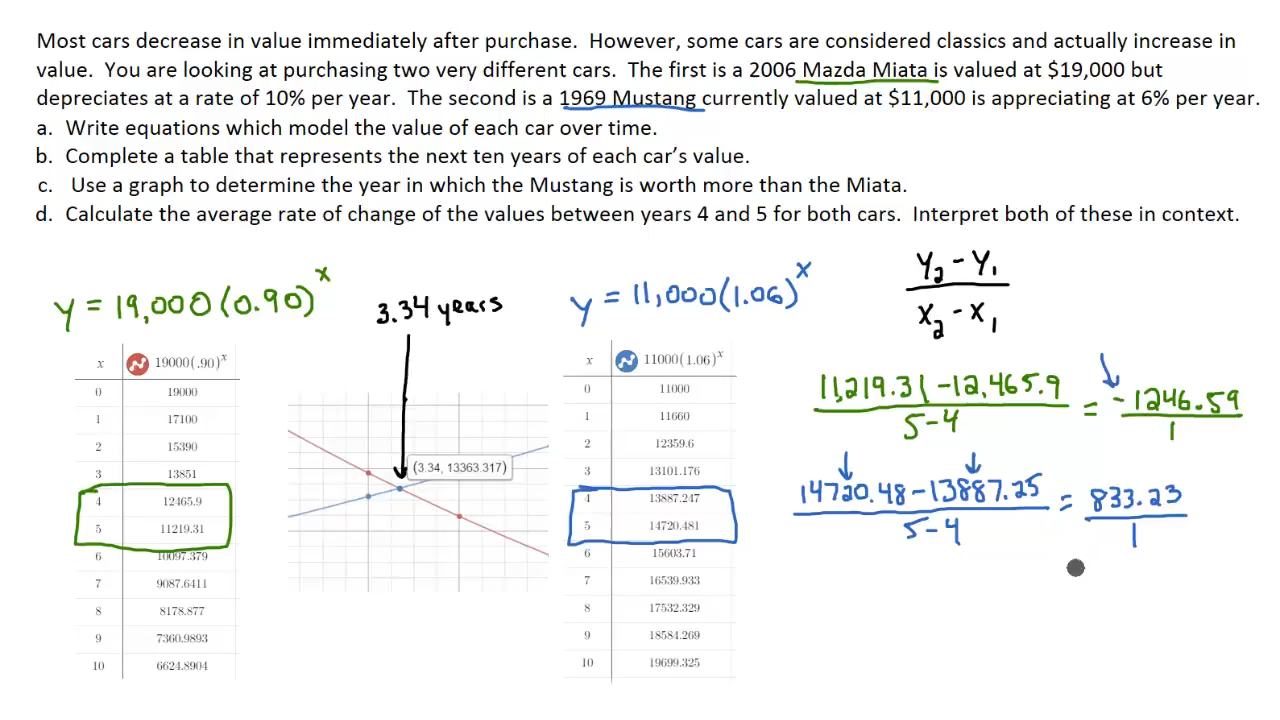 Most cars decrease in value immediately after purchase.  However, some cars are considered classics and actually increase in
value.  You are looking at purchasing two very different cars.  The first is a 2006 Mazda Miata is valued at $19,000 but
depreciates at a rate of 10% per year.  The second is a 1969 Mustang currently valued at $11,000 is appreciating at 6% per year.
a.  Write equations which model the value of each car over time.
b.  Complete a table that represents the next ten years of each car's value.
c.  Use a graph to determine the year in which the Mustang is worth more than the Miata.
d.  Calculate the average rate of change of the values between years 4 and 5 for both cars.  Interpret both of these in context.
y = 19,000(0.90)^x
3.34 years
y = 11,000(1.06)^x
y₂ - y₁
x₂ - x₁
x 19000(.90)^x
0 19000
1 17100
2 15390
3 13851
4 12465.9
5 11219.31
6 10097.379
7 9087.6411
8 8178.877
9 7360.9893
10 6624.8904
(3.34, 13363.317)
x 11000(1.06)^x
0 11000
1 11660
2 12359.6
3 13101.176
4 13887.247
5 14720.481
6 15603.71
7 16539.933
8 17532.329
9 18584.269
10 19699.325
11,219.31 - 12,465.9 = -1246.59
5-4 1
14720.48 - 13887.25 = 833.23
5-4 1